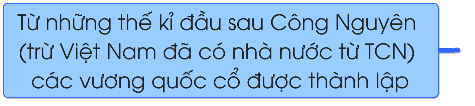 Từ những thế kỉ đầu sau Công Nguyên
(trừ Việt Nam đã có nhà nước từ TCN)
các vương quốc cổ được thành lập